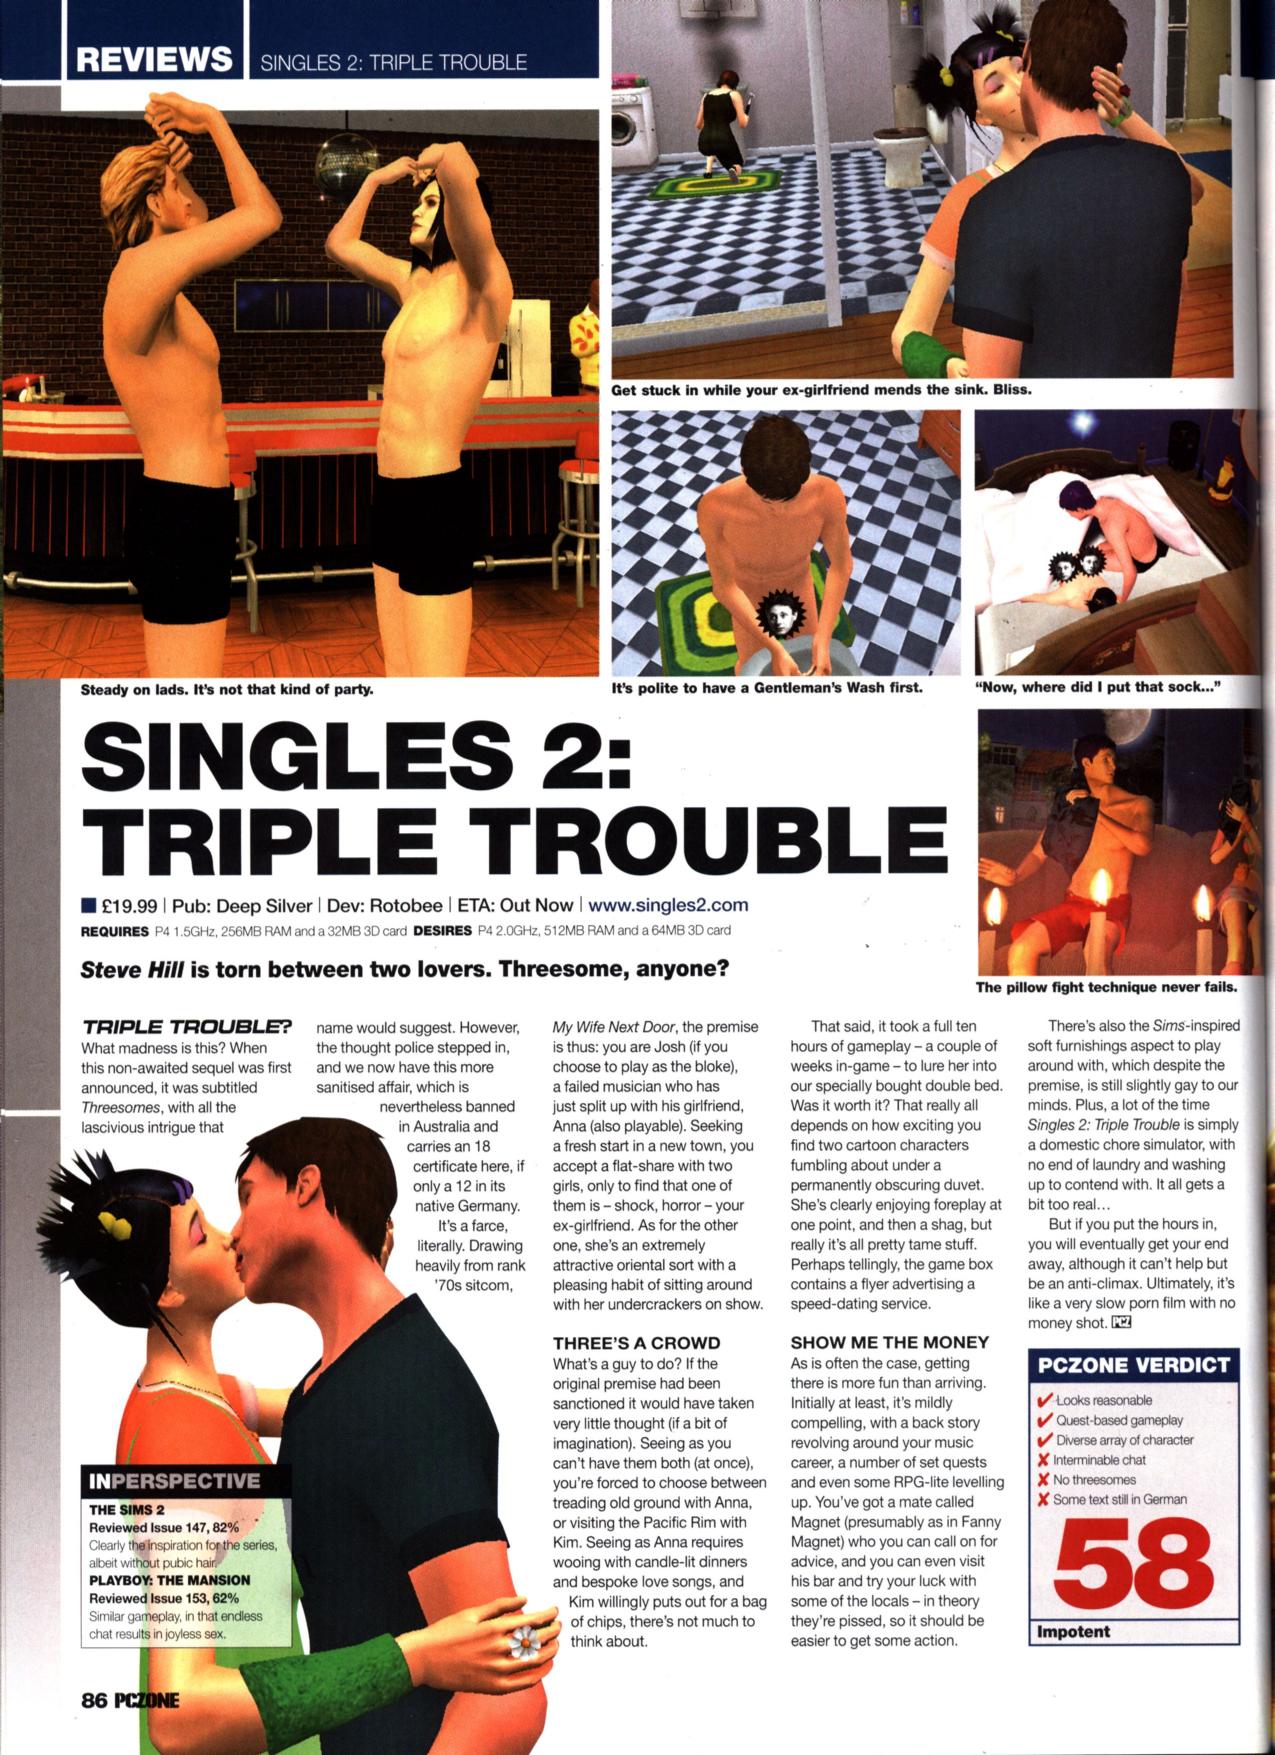 REVIEWS
SINGLES 2: TRIPLE TROUBLE
Get stuck in while your ex-girlfriend mends the sink. Bliss.
Steady on lads. It's not that kind of party.
It's polite to have a Gentleman's Wash first.
"Now, where did I put that sock..."
SINGLES 2:
TRIPLE TROUBLE
£19.99 | Pub: Deep Silver | Dev: Rotobee | ETA: Out Now | www.singles2.com
REQUIRES P4 1.5GHz, 256MB RAM and a 32MB 3D card DESIRES P4 2.0GHz, 512MB RAM and a 64MB 3D card
Steve Hill is torn between two lovers. Threesome, anyone?
The pillow fight technique never fails.
TRIPLE TROUBLE?
What madness is this? When
this non-awaited sequel was first
announced, it was subtitled
Threesomes, with all the
lascivious intrigue that
name would suggest. However,
the thought police stepped in,
and we now have this more
sanitised affair, which is
nevertheless banned
in Australia and
carries an 18
certificate here, if
only a 12 in its
native Germany.
It's a farce,
literally. Drawing
heavily from rank
'70s sitcom,
My Wife Next Door, the premise
is thus: you are Josh (if you
choose to play as the bloke),
a failed musician who has
just split up with his girlfriend,
Anna (also playable). Seeking
a fresh start in a new town, you
accept a flat-share with two
girls, only to find that one of
them is – shock, horror – your
ex-girlfriend. As for the other
one, she's an extremely
attractive oriental sort with a
pleasing habit of sitting around
with her undercrackers on show.
THREE'S A CROWD
What's a guy to do? If the
original premise had been
sanctioned it would have taken
very little thought (if a bit of
imagination). Seeing as you
can't have them both (at once),
you're forced to choose between
treading old ground with Anna,
or visiting the Pacific Rim with
Kim. Seeing as Anna requires
wooing with candle-lit dinners
and bespoke love songs, and
Kim willingly puts out for a bag
of chips, there's not much to
think about.
That said, it took a full ten
hours of gameplay – a couple of
weeks in-game – to lure her into
our specially bought double bed.
Was it worth it? That really all
depends on how exciting you
find two cartoon characters
fumbling about under a
permanently obscuring duvet.
She's clearly enjoying foreplay at
one point, and then a shag, but
really it's all pretty tame stuff.
Perhaps tellingly, the game box
contains a flyer advertising a
speed-dating service.
SHOW ME THE MONEY
As is often the case, getting
there is more fun than arriving.
Initially at least, it's mildly
compelling, with a back story
revolving around your music
career, a number of set quests
and even some RPG-lite levelling
up. You've got a mate called
Magnet (presumably as in Fanny
Magnet) who you can call on for
advice, and you can even visit
his bar and try your luck with
some of the locals – in theory
they're pissed, so it should be
easier to get some action.
There's also the Sims-inspired
soft furnishings aspect to play
around with, which despite the
premise, is still slightly gay to our
minds. Plus, a lot of the time
Singles 2: Triple Trouble is simply
a domestic chore simulator, with
no end of laundry and washing
up to contend with. It all gets a
bit too real...
But if you put the hours in,
you will eventually get your end
away, although it can't help but
be an anti-climax. Ultimately, it's
like a very slow porn film with no
money shot. PCZ
INPERSPECTIVE
THE SIMS 2
Reviewed Issue 147, 82%
Clearly the inspiration for the series,
albeit without pubic hair.
PLAYBOY: THE MANSION
Reviewed Issue 153, 62%
Similar gameplay, in that endless
chat results in joyless sex.
PCZONE VERDICT
✓ Looks reasonable
✓ Quest-based gameplay
✓ Diverse array of character
✗ Interminable chat
✗ No threesomes
✗ Some text still in German
58
Impotent
86 PCZONE